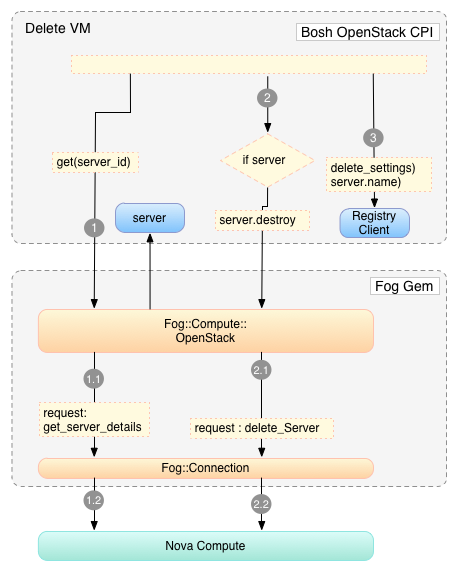 Delete VM
Bosh OpenStack CPI
2
3
get(server_id)
if server
delete_settings)
server.name)
1
server
server.destroy
Registry
Client
Fog Gem
Fog::Compute::
OpenStack
1.1
2.1
request:
get_server_details
request : delete_Server
Fog::Connection
1.2
2.2
Nova Compute